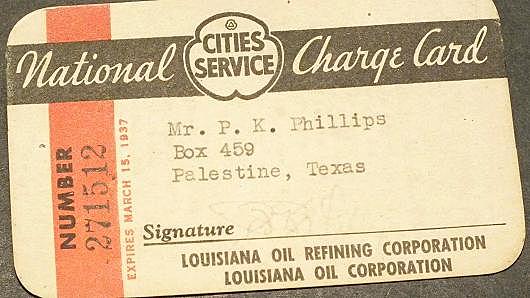 National CITIES SERVICE Charge Card
NUMBER 271512
EXPIRES MARCH 15, 1937
Mr. P. K. Phillips
Box 459
Palestine, Texas
Signature
LOUISIANA OIL REFINING CORPORATION
LOUISIANA OIL CORPORATION